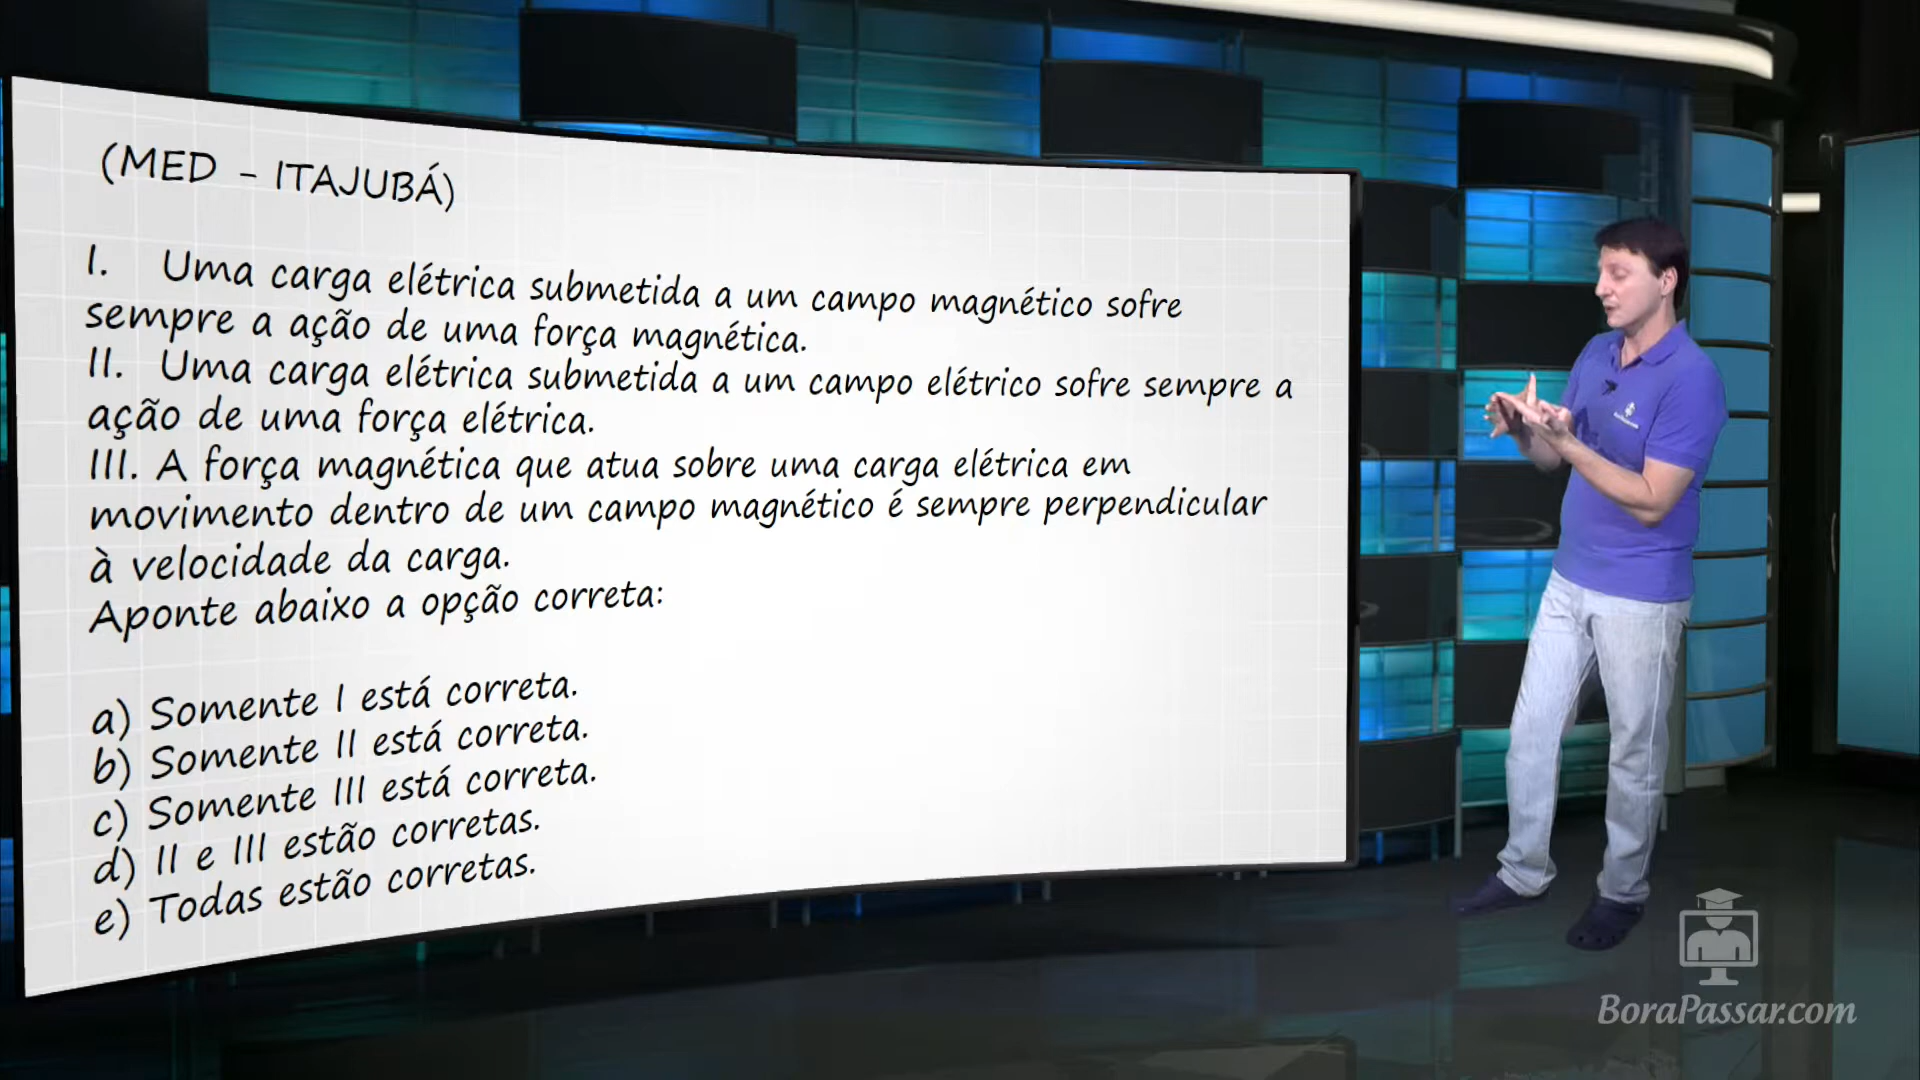 (MED - ITAJUBÁ)
I. Uma carga elétrica submetida a um campo magnético sofre
sempre a ação de uma força magnética.
II. Uma carga elétrica submetida a um campo elétrico sofre sempre a
ação de uma força elétrica.
III. A força magnética que atua sobre uma carga elétrica em
movimento dentro de um campo magnético é sempre perpendicular
à velocidade da carga.
Aponte abaixo a opção correta:
a) Somente I está correta.
b) Somente II está correta.
c) Somente III está correta.
d) II e III estão corretas.
e) Todas estão corretas.
BoraPassar.com